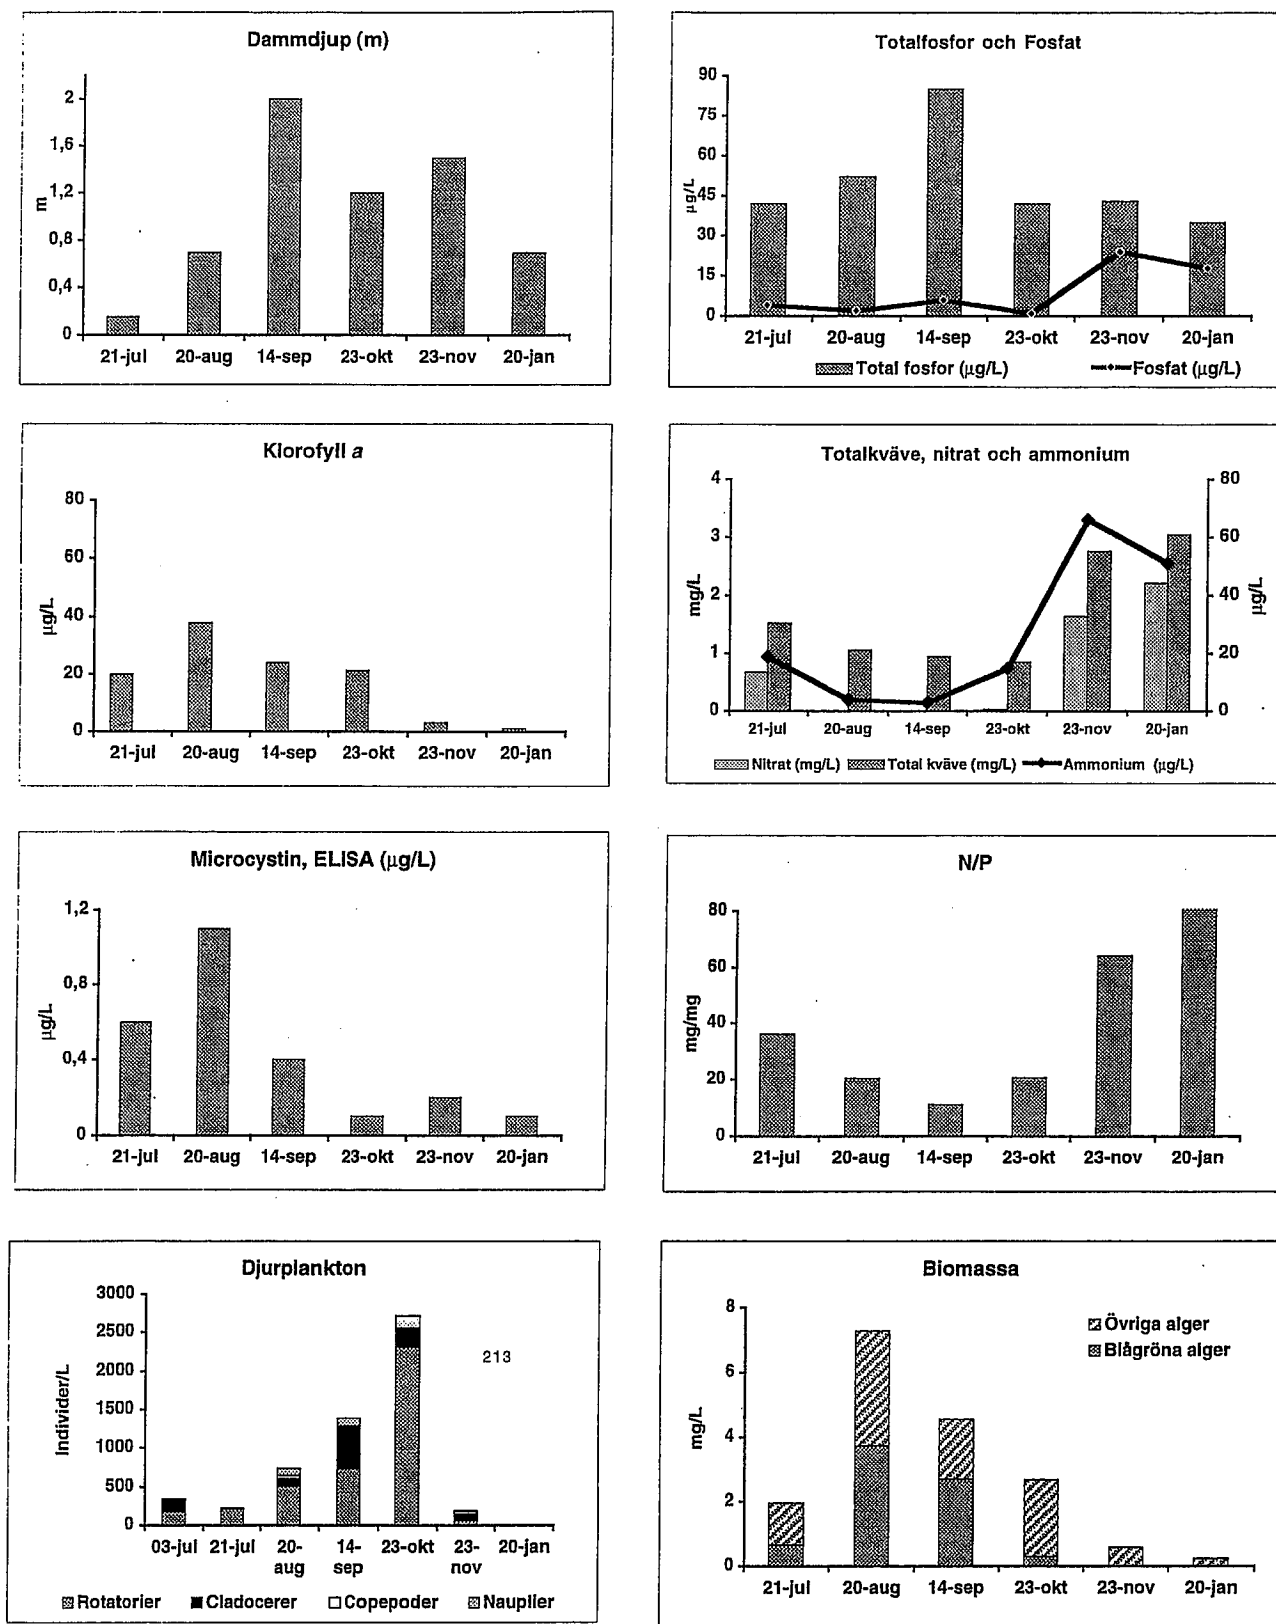 Dammdjup (m)
2
1,6
1,2
0,8
0,4
0
m
21-jul 20-aug 14-sep 23-okt 23-nov 20-jan
Totalfosfor och Fosfat
90
75
60
45
30
15
0
µg/L
21-jul 20-aug 14-sep 23-okt 23-nov 20-jan
Total fosfor (µg/L) Fosfat (µg/L)
Klorofyll a
80
60
40
20
0
µg/L
21-jul 20-aug 14-sep 23-okt 23-nov 20-jan
Totalkväve, nitrat och ammonium
4 80
3 60
2 40
1 20
0 0
mg/L
µg/L
21-jul 20-aug 14-sep 23-okt 23-nov 20-jan
Nitrat (mg/L) Total kväve (mg/L) Ammonium (µg/L)
Microcystin, ELISA (µg/L)
1,2
0,8
0,4
0
µg/L
21-jul 20-aug 14-sep 23-okt 23-nov 20-jan
N/P
80
60
40
20
0
mg/mg
21-jul 20-aug 14-sep 23-okt 23-nov 20-jan
Djurplankton
3000
2500
2000
1500
1000
500
0
Individer/L
213
03-jul 21-jul 20- 14- 23-okt 23- 20-jan
aug sep nov
Rotatorier Cladocerer Copepoder Nauplier
Biomassa
8
6
4
2
0
mg/L
Övriga alger
Blågröna alger
21-jul 20-aug 14-sep 23-okt 23-nov 20-jan